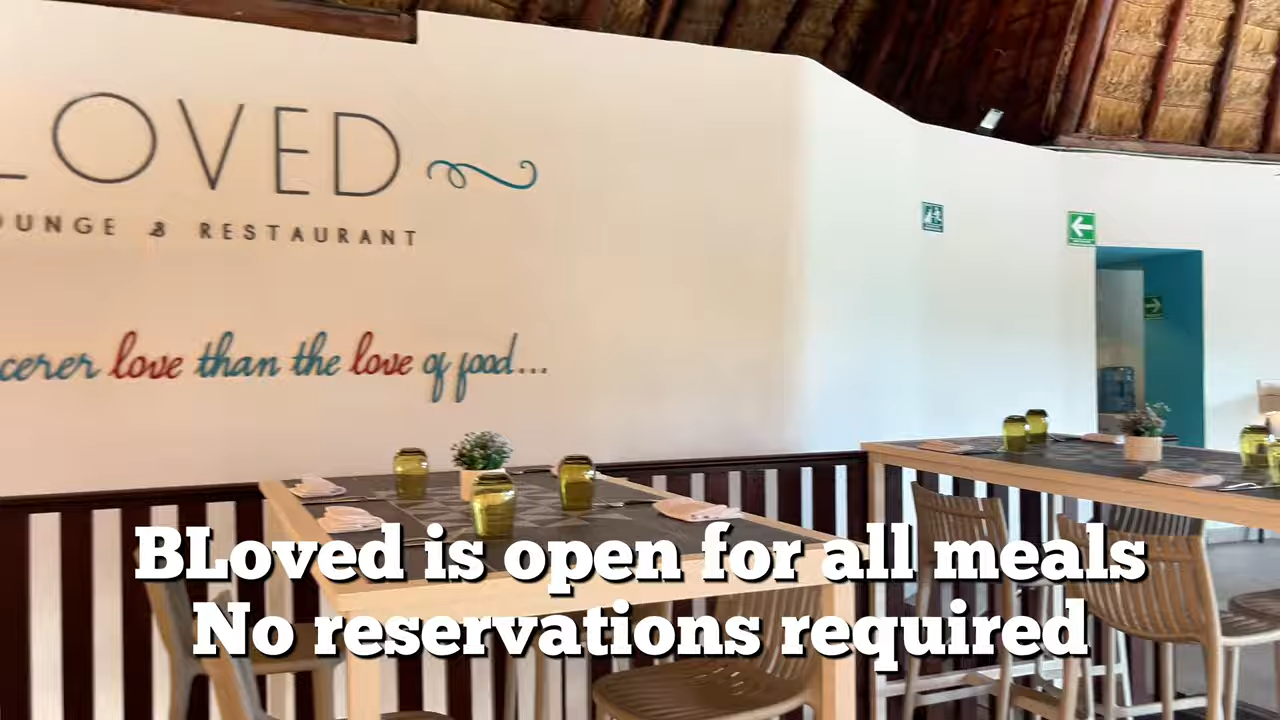 LOVED
OUNGE & RESTAURANT
cerer love than the love of food...
BLoved is open for all meals
No reservations required